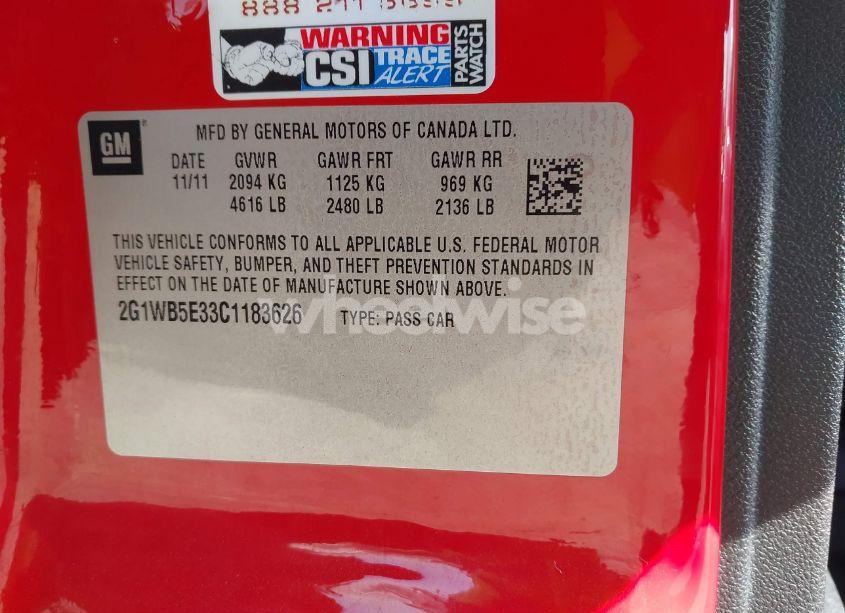 WARNING
CSI TRACE
ALERT
PARTS WATCH
GM
MFD BY GENERAL MOTORS OF CANADA LTD.
DATE GVWR GAWR FRT GAWR RR
11/11 2094 KG 1125 KG 969 KG
4616 LB 2480 LB 2136 LB
THIS VEHICLE CONFORMS TO ALL APPLICABLE U.S. FEDERAL MOTOR
VEHICLE SAFETY, BUMPER, AND THEFT PREVENTION STANDARDS IN
EFFECT ON THE DATE OF MANUFACTURE SHOWN ABOVE.
2G1WB5E33C1183626 TYPE: PASS CAR
wheelwise